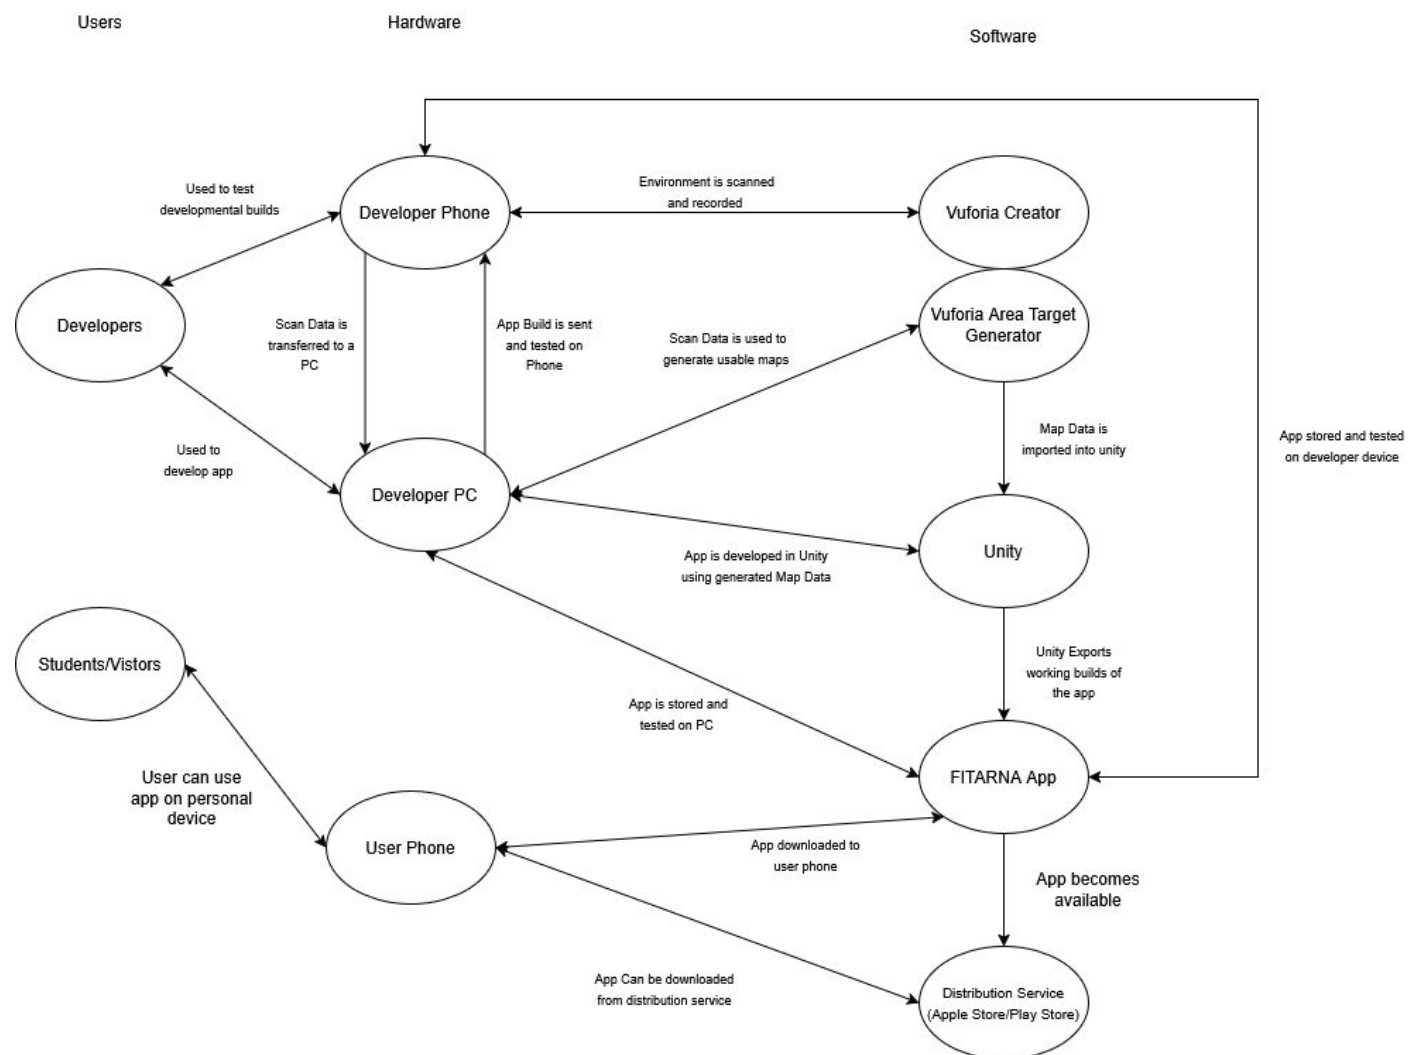 Users
Hardware
Software
Used to test
developmental builds
Developer Phone
Environment is scanned
and recorded
Vuforia Creator
Developers
Scan Data is
transferred to a
PC
App Build is sent
and tested on
Phone
Scan Data is used to
generate usable maps
Vuforia Area Target
Generator
Map Data is
imported into unity
App stored and tested
on developer device
Used to
develop app
Developer PC
App is developed in Unity
using generated Map Data
Unity
Students/Vistors
Unity Exports
working builds of
the app
App is stored and
tested on PC
FITARNA App
User can use
app on personal
device
User Phone
App downloaded to
user phone
App becomes
available
App Can be downloaded
from distribution service
Distribution Service
(Apple Store/Play Store)